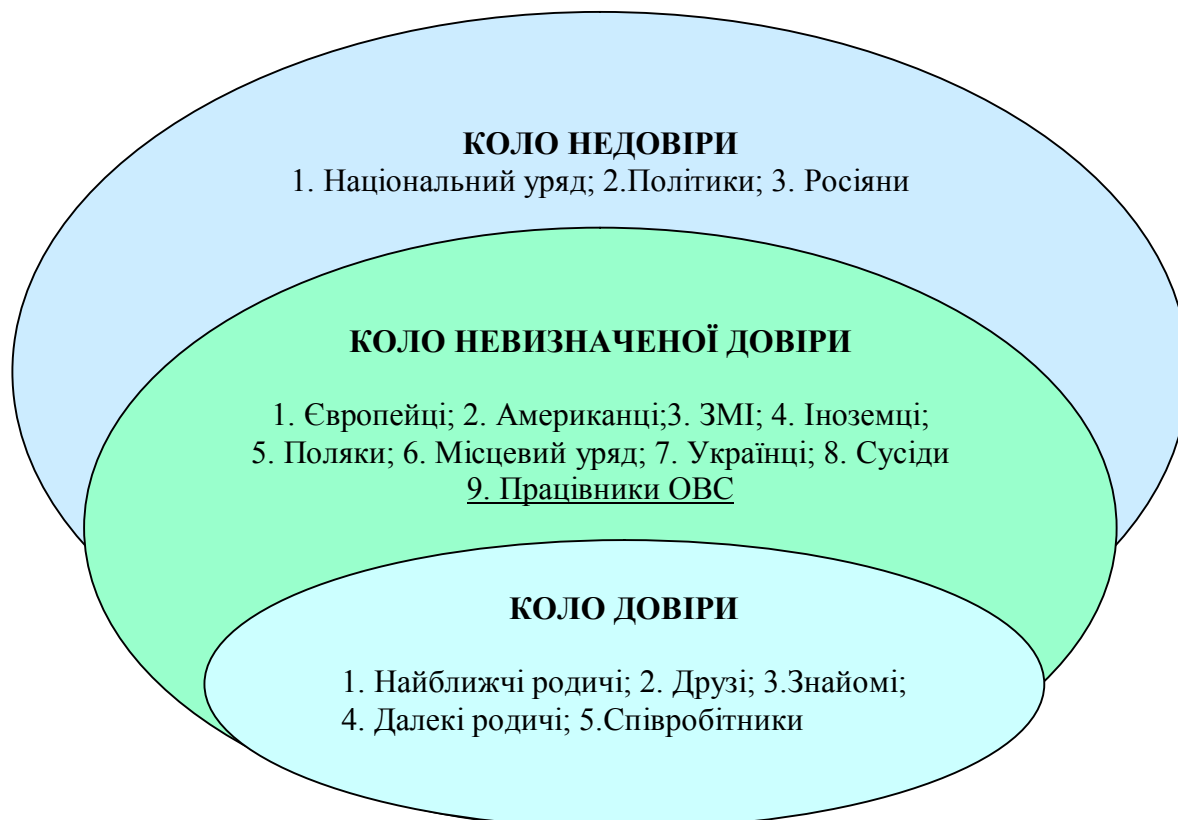 КОЛО НЕДОВІРИ
1. Національний уряд; 2.Політики; 3. Росіяни
КОЛО НЕВИЗНАЧЕНОЇ ДОВІРИ
1. Європейці; 2. Американці;3. ЗМІ; 4. Іноземці;
5. Поляки; 6. Місцевий уряд; 7. Українці; 8. Сусіди
9. Працівники ОВС
КОЛО ДОВІРИ
1. Найближчі родичі; 2. Друзі; 3.Знайомі;
4. Далекі родичі; 5.Співробітники